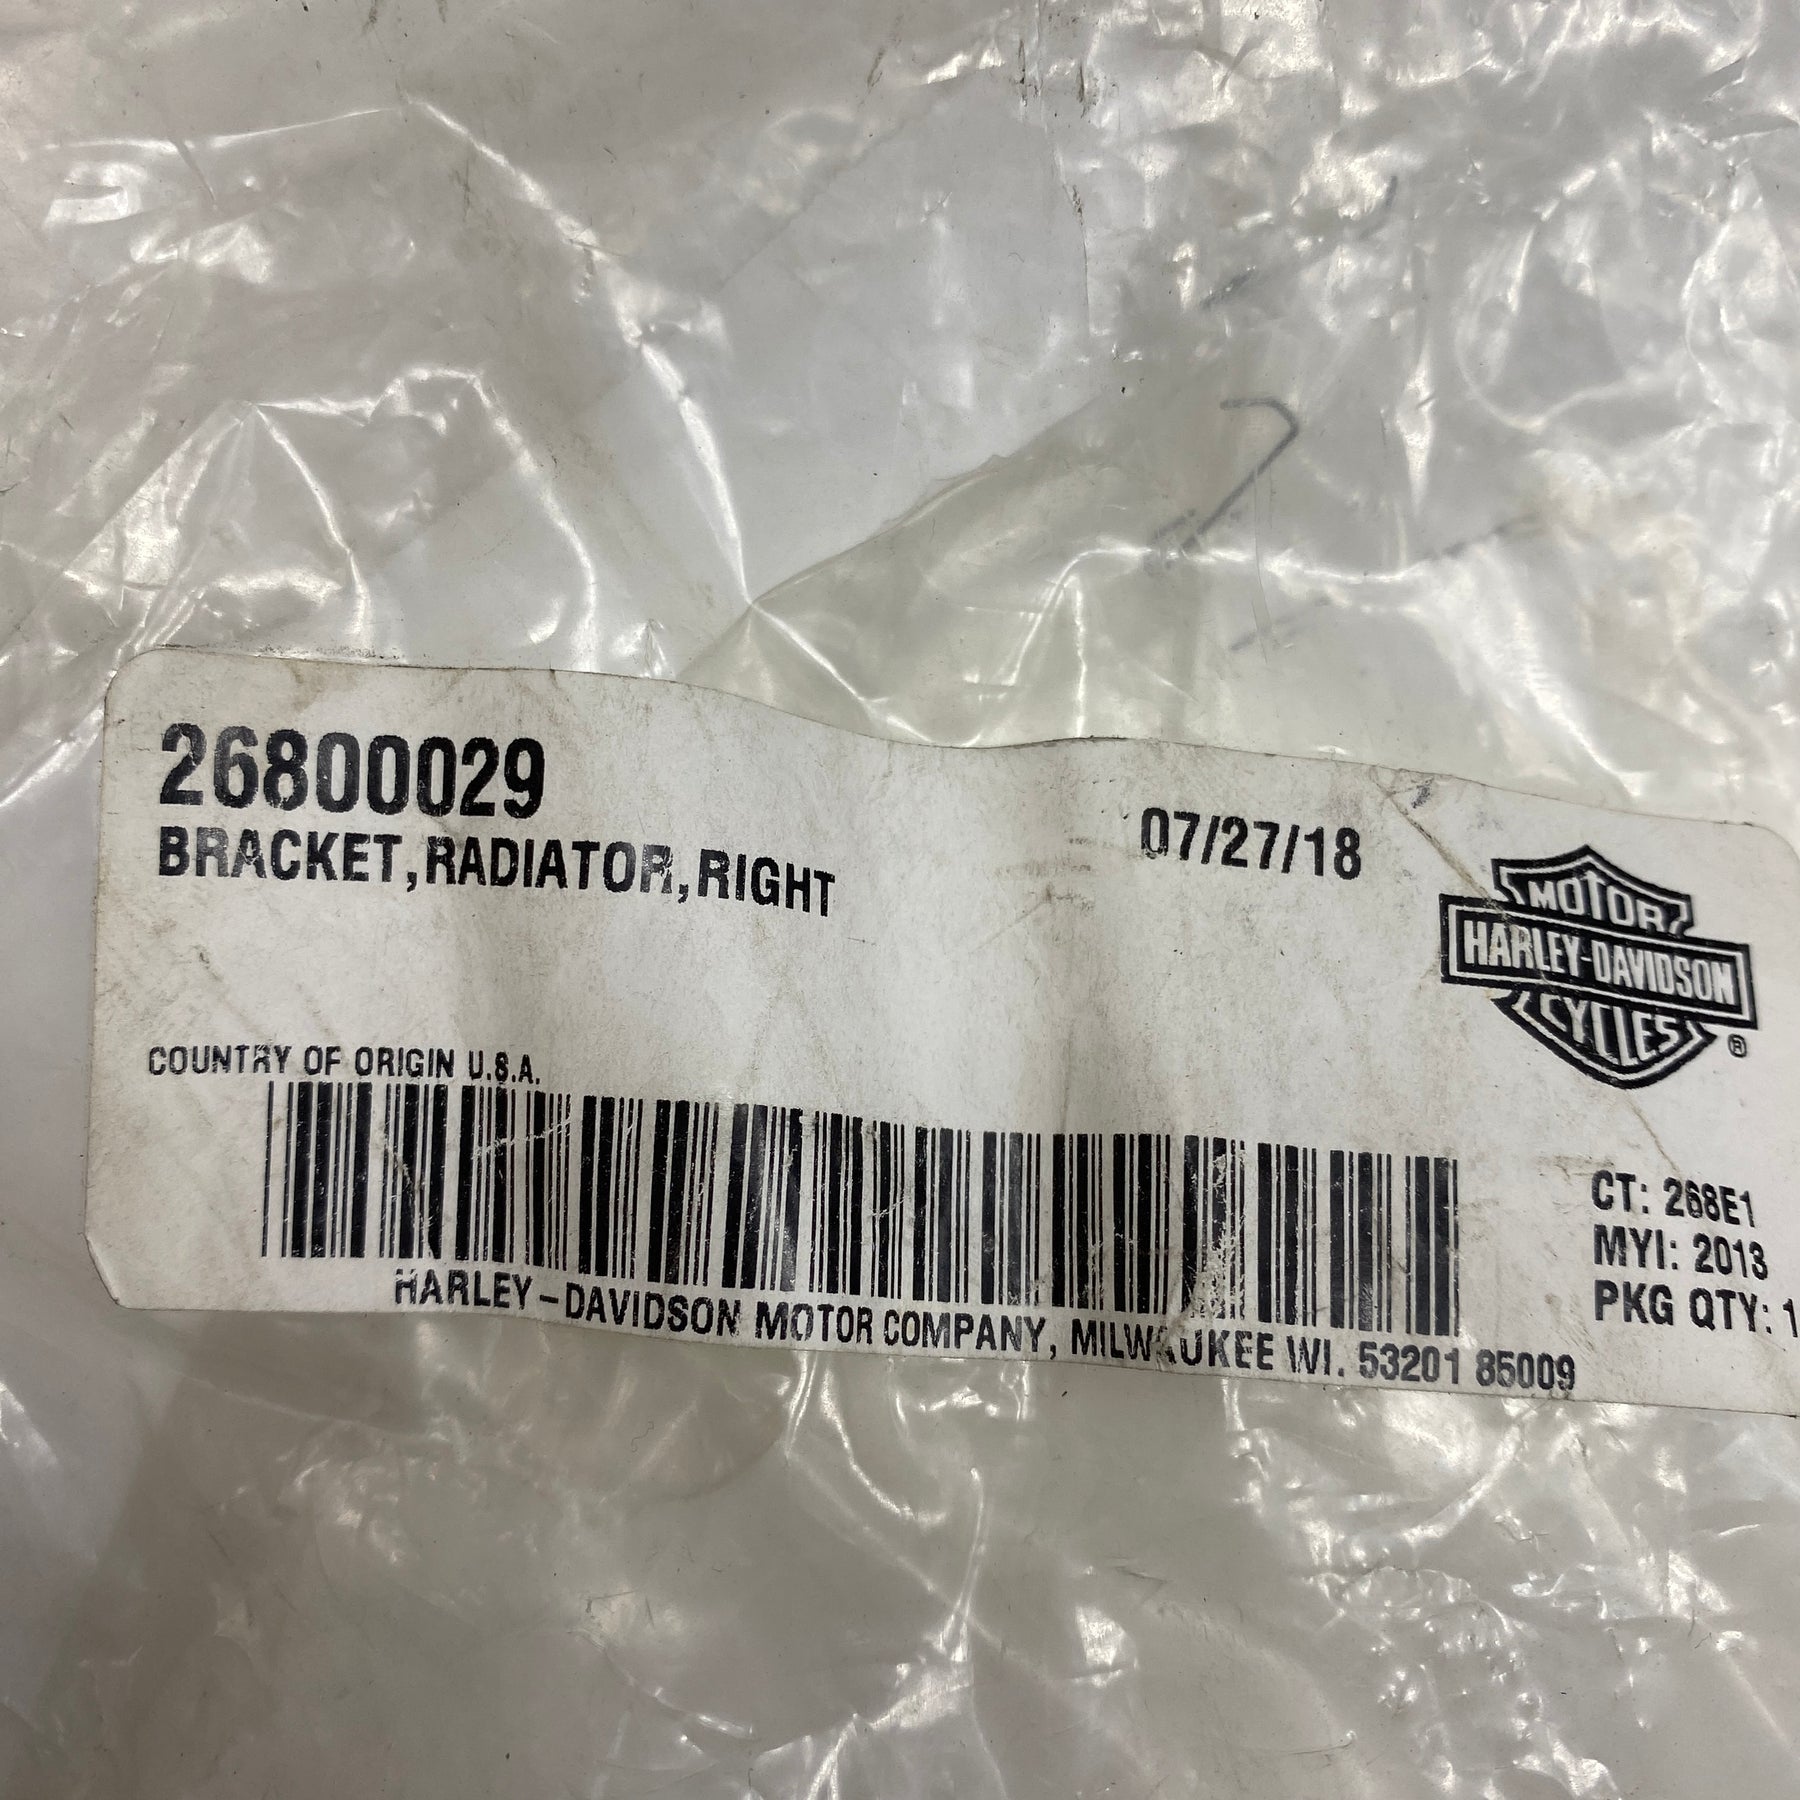 26800029
BRACKET,RADIATOR,RIGHT
07/27/18
MOTOR
HARLEY-DAVIDSON
CYCLES
®
COUNTRY OF ORIGIN U.S.A.
CT: 268E1
MYI: 2013
PKG QTY: 1
HARLEY-DAVIDSON MOTOR COMPANY, MILWAUKEE WI. 53201 85009